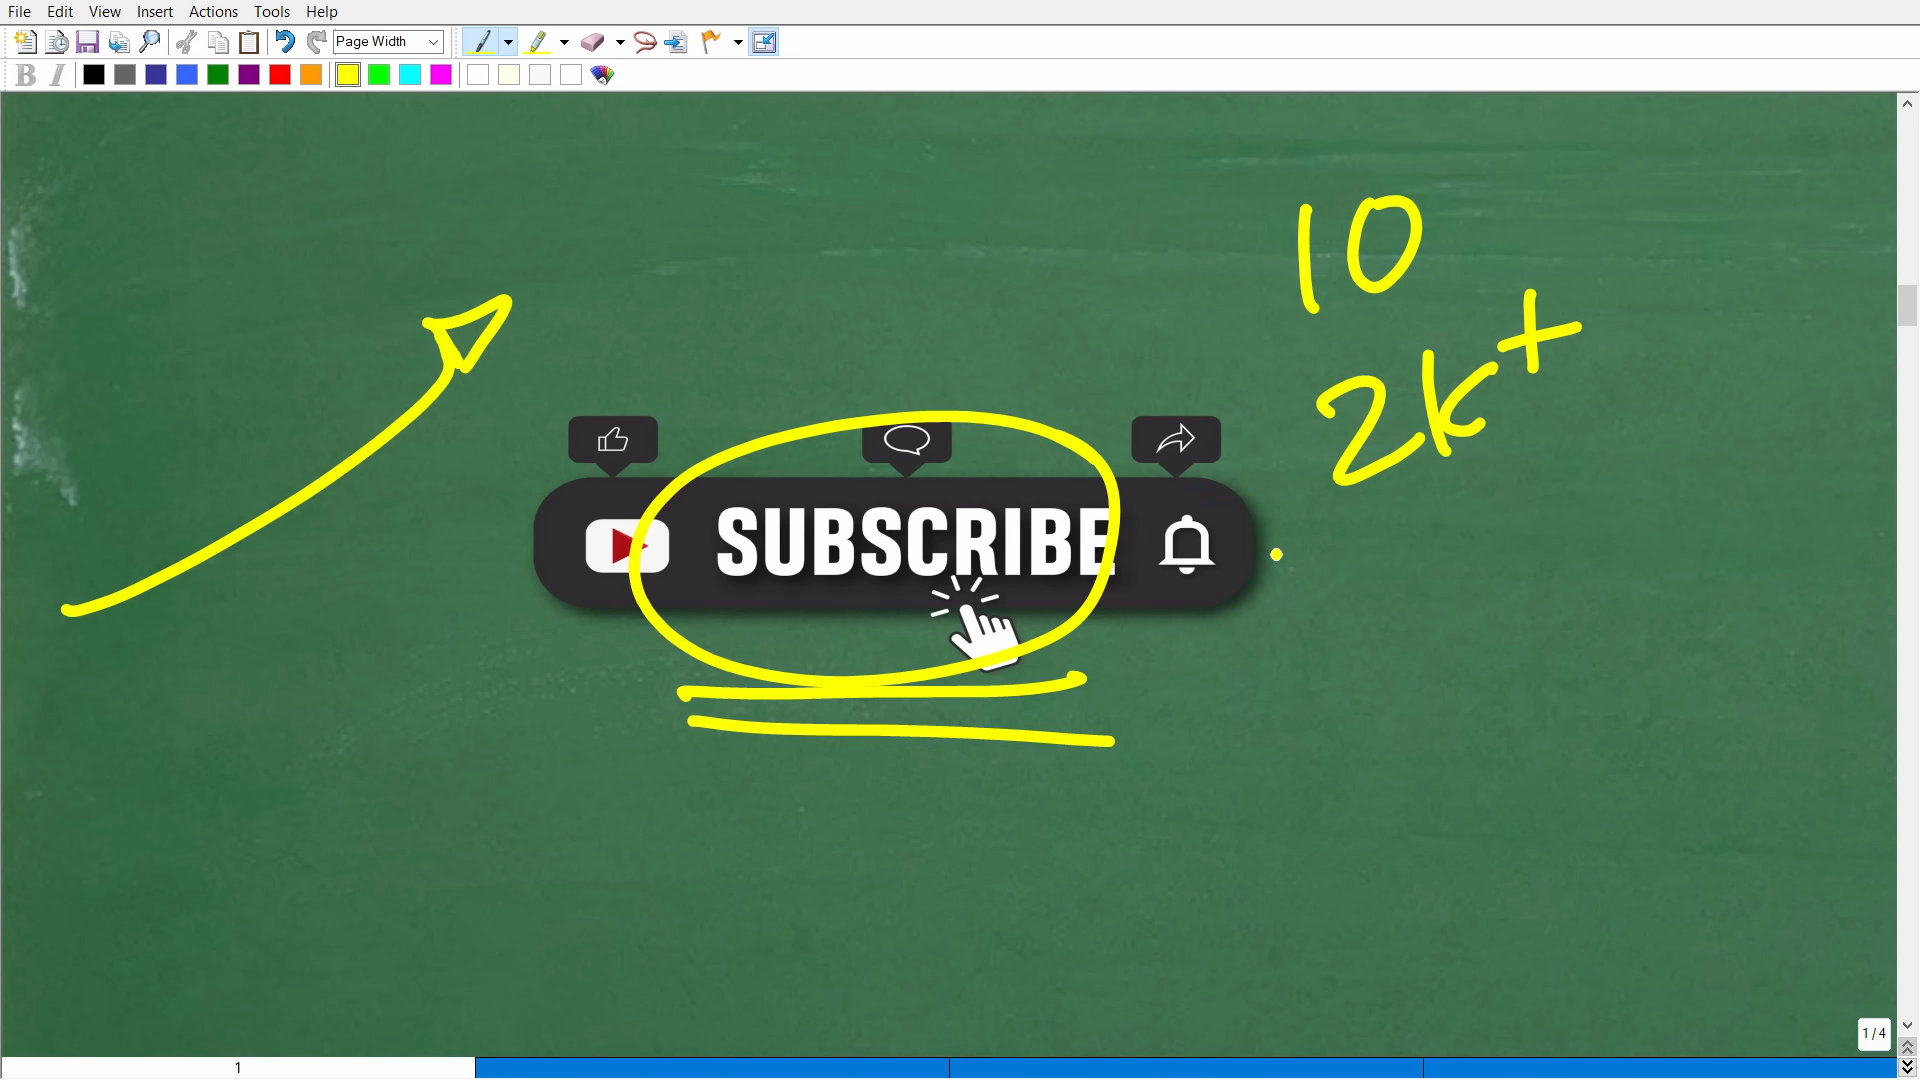 File Edit View Insert Actions Tools Help
Page Width
B I
10
2k+
SUBSCRIBE
1 / 4
1